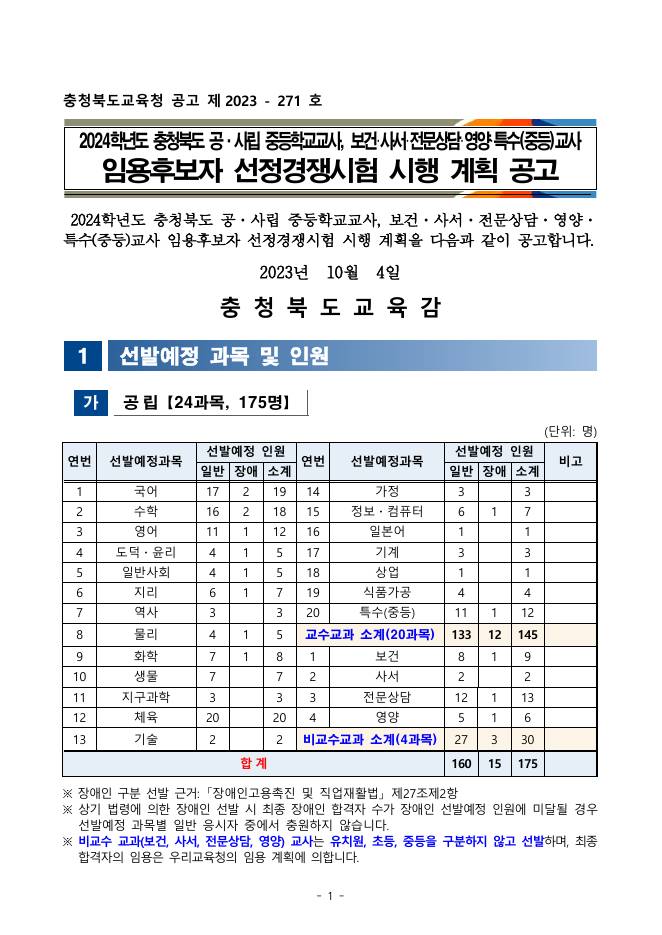 충청북도교육청 공고 제 2023 - 271 호
2024학년도 충청북도 공·사립 중등학교교사, 보건·사서·전문상담·영양·특수(중등)교사
임용후보자 선정경쟁시험 시행 계획 공고
2024학년도 충청북도 공·사립 중등학교교사, 보건·사서·전문상담·영양·
특수(중등)교사 임용후보자 선정경쟁시험 시행 계획을 다음과 같이 공고합니다.
2023년 10월 4일
충 청 북 도 교 육 감
1 선발예정 과목 및 인원
가 공 립 【24과목, 175명】
(단위: 명)
연번 선발예정과목 선발예정 인원 연번 선발예정과목 선발예정 인원 비고
일반 장애 소계 일반 장애 소계
1 국어 17 2 19 14 가정 3 3
2 수학 16 2 18 15 정보·컴퓨터 6 1 7
3 영어 11 1 12 16 일본어 1 1
4 도덕·윤리 4 1 5 17 기계 3 3
5 일반사회 4 1 5 18 상업 1 1
6 지리 6 1 7 19 식품가공 4 4
7 역사 3 3 20 특수(중등) 11 1 12
8 물리 4 1 5 교수교과 소계(20과목) 133 12 145
9 화학 7 1 8 1 보건 8 1 9
10 생물 7 7 2 사서 2 2
11 지구과학 3 3 3 전문상담 12 1 13
12 체육 20 20 4 영양 5 1 6
13 기술 2 2 비교수교과 소계(4과목) 27 3 30
합 계 160 15 175
※ 장애인 구분 선발 근거:「장애인고용촉진 및 직업재활법」제27조제2항
※ 상기 법령에 의한 장애인 선발 시 최종 장애인 합격자 수가 장애인 선발예정 인원에 미달될 경우
선발예정 과목별 일반 응시자 중에서 충원하지 않습니다.
※ 비교수 교과(보건, 사서, 전문상담, 영양) 교사는 유치원, 초등, 중등을 구분하지 않고 선발하며, 최종
합격자의 임용은 우리교육청의 임용 계획에 의합니다.
- 1 -